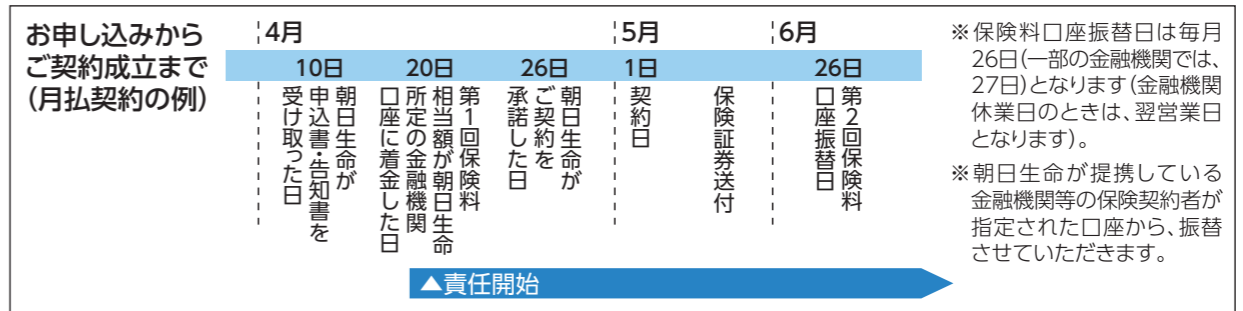 お申し込みから
ご契約成立まで
(月払契約の例)
4月
5月
6月
10日
20日
26日
1日
26日
朝日生命が
申込書・告知書を
受け取った日
第1回保険料
相当額が朝日生命
所定の金融機関
口座に着金した日
朝日生命が
ご契約を
承諾した日
契約日
保険証券送付
第2回保険料
口座振替日
▲責任開始
※保険料口座振替日は毎月
26日(一部の金融機関では、
27日)となります(金融機関
休業日のときは、翌営業日
となります)。
※朝日生命が提携している
金融機関等の保険契約者が
指定された口座から、振替
させていただきます。